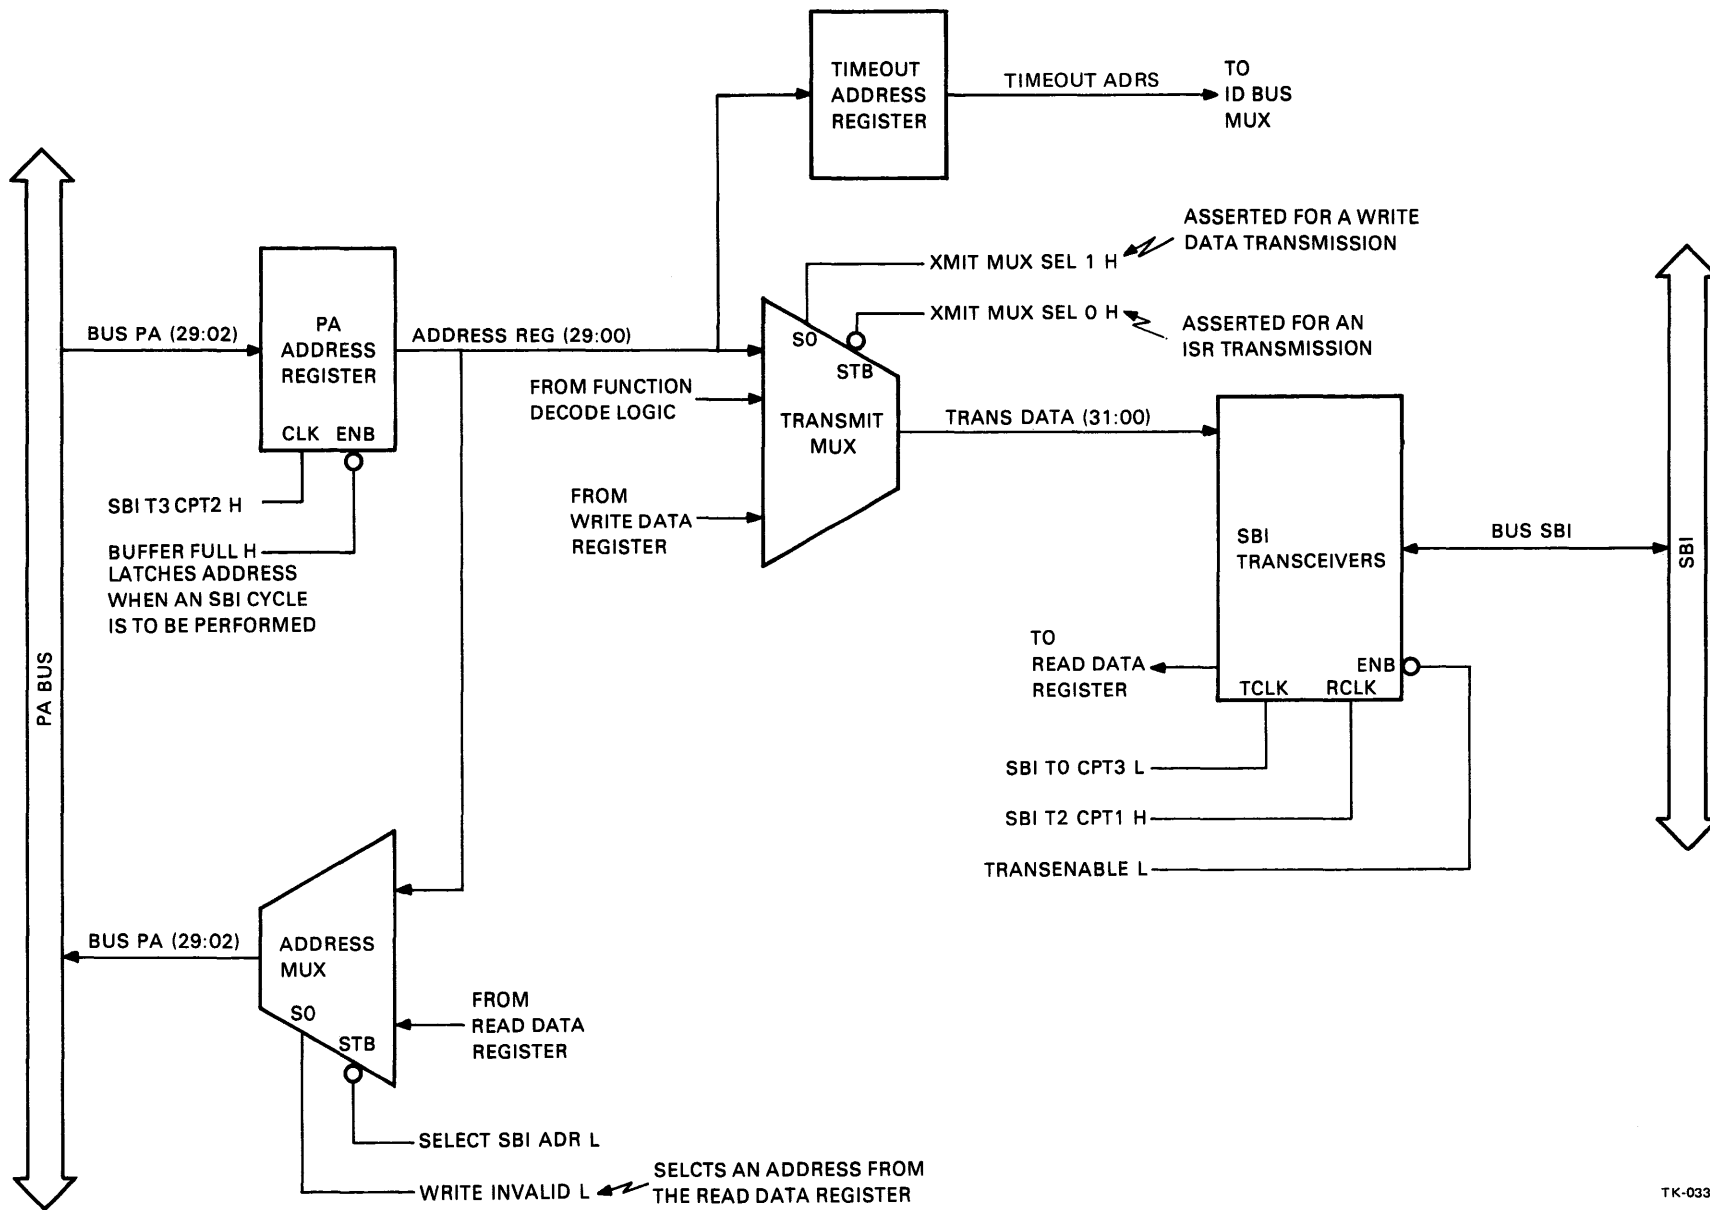 TIMEOUT
ADDRESS
REGISTER
TIMEOUT ADRS
TO
ID BUS
MUX
ASSERTED FOR A WRITE
DATA TRANSMISSION
XMIT MUX SEL 1 H
XMIT MUX SEL 0 H
ASSERTED FOR AN
ISR TRANSMISSION
BUS PA (29:02)
PA
ADDRESS
REGISTER
CLK ENB
ADDRESS REG (29:00)
S0
STB
TRANSMIT
MUX
FROM FUNCTION
DECODE LOGIC
FROM
WRITE DATA
REGISTER
TRANS DATA (31:00)
SBI T3 CPT2 H
BUFFER FULL H
LATCHES ADDRESS
WHEN AN SBI CYCLE
IS TO BE PERFORMED
SBI
TRANSCEIVERS
ENB
TCLK RCLK
BUS SBI
SBI
TO
READ DATA
REGISTER
SBI T0 CPT3 L
SBI T2 CPT1 H
TRANSENABLE L
PA BUS
BUS PA (29:02)
ADDRESS
MUX
S0
STB
FROM
READ DATA
REGISTER
SELECT SBI ADR L
WRITE INVALID L
SELCTS AN ADDRESS FROM
THE READ DATA REGISTER
TK-033